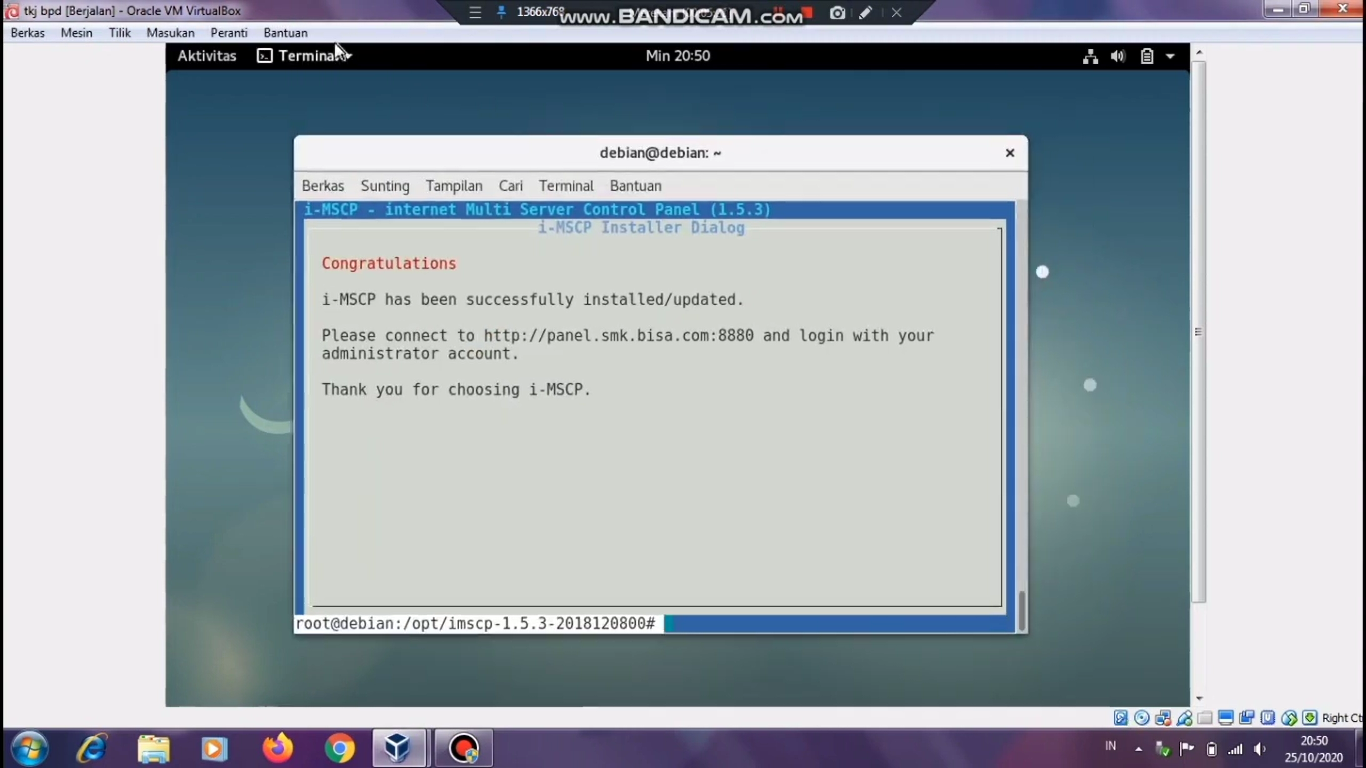 tkj bpd [Berjalan] - Oracle VM VirtualBox
1366x768
www.BANDICAM.com
Berkas Mesin Tilik Masukan Peranti Bantuan
Aktivitas Terminal Min 20:50
debian@debian: ~
Berkas Sunting Tampilan Cari Terminal Bantuan
i-MSCP - internet Multi Server Control Panel (1.5.3)
i-MSCP Installer Dialog
Congratulations
i-MSCP has been successfully installed/updated.
Please connect to http://panel.smk.bisa.com:8880 and login with your
administrator account.
Thank you for choosing i-MSCP.
root@debian:/opt/imscp-1.5.3-2018120800#
Right Ct
IN
20:50
25/10/2020